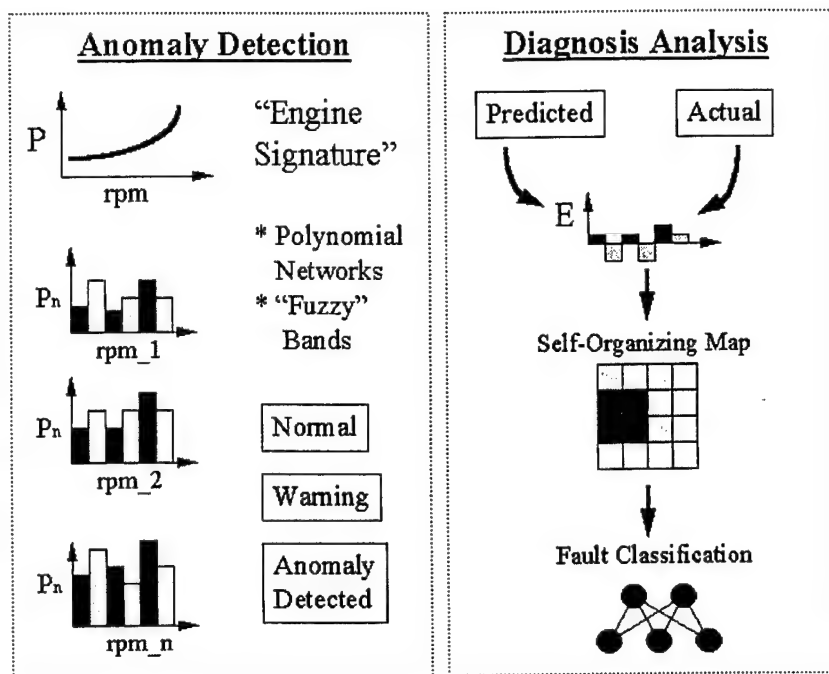 Anomaly Detection
P
rpm
“Engine
Signature”
* Polynomial
Networks
* “Fuzzy”
Bands
Pn
rpm_1
Pn
rpm_2
Pn
rpm_n
Normal
Warning
Anomaly
Detected
Diagnosis Analysis
Predicted
Actual
E
Self-Organizing Map
Fault Classification